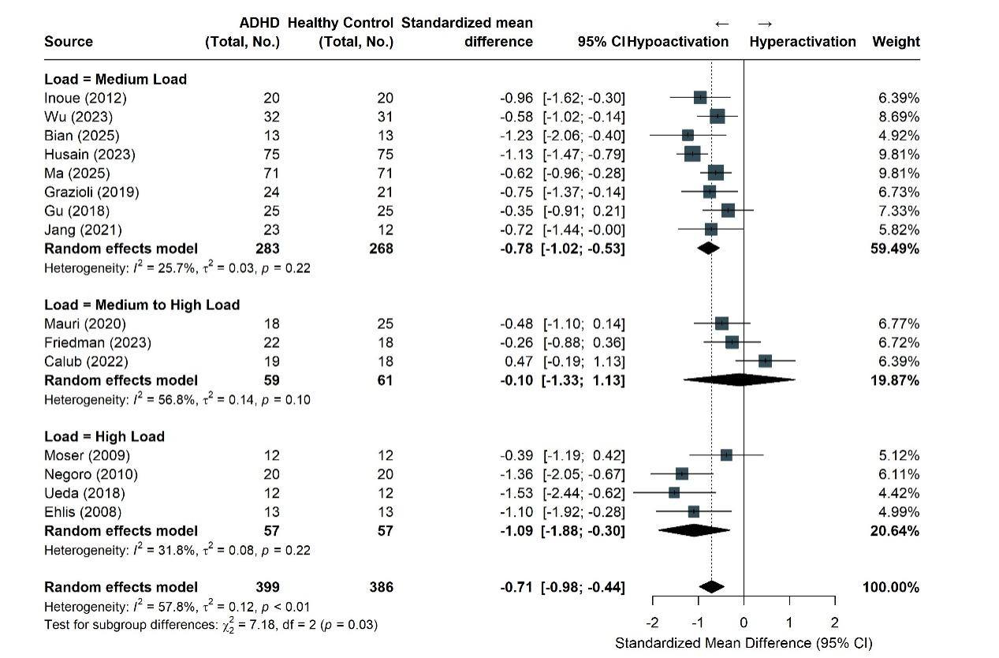 ADHD Healthy Control Standardized mean ← →
Source (Total, No.) (Total, No.) difference 95% CI Hypoactivation Hyperactivation Weight
Load = Medium Load
Inoue (2012) 20 20 -0.96 [-1.62; -0.30] 6.39%
Wu (2023) 32 31 -0.58 [-1.02; -0.14] 8.69%
Bian (2025) 13 13 -1.23 [-2.06; -0.40] 4.92%
Husain (2023) 75 75 -1.13 [-1.47; -0.79] 9.81%
Ma (2025) 71 71 -0.62 [-0.96; -0.28] 9.81%
Grazioli (2019) 24 21 -0.75 [-1.37; -0.14] 6.73%
Gu (2018) 25 25 -0.35 [-0.91; 0.21] 7.33%
Jang (2021) 23 12 -0.72 [-1.44; -0.00] 5.82%
Random effects model 283 268 -0.78 [-1.02; -0.53] 59.49%
Heterogeneity: I² = 25.7%, τ² = 0.03, p = 0.22
Load = Medium to High Load
Mauri (2020) 18 25 -0.48 [-1.10; 0.14] 6.77%
Friedman (2023) 22 18 -0.26 [-0.88; 0.36] 6.72%
Calub (2022) 19 18 0.47 [-0.19; 1.13] 6.39%
Random effects model 59 61 -0.10 [-1.33; 1.13] 19.87%
Heterogeneity: I² = 56.8%, τ² = 0.14, p = 0.10
Load = High Load
Moser (2009) 12 12 -0.39 [-1.19; 0.42] 5.12%
Negoro (2010) 20 20 -1.36 [-2.05; -0.67] 6.11%
Ueda (2018) 12 12 -1.53 [-2.44; -0.62] 4.42%
Ehlis (2008) 13 13 -1.10 [-1.92; -0.28] 4.99%
Random effects model 57 57 -1.09 [-1.88; -0.30] 20.64%
Heterogeneity: I² = 31.8%, τ² = 0.08, p = 0.22
Random effects model 399 386 -0.71 [-0.98; -0.44] 100.00%
Heterogeneity: I² = 57.8%, τ² = 0.12, p < 0.01
Test for subgroup differences: χ²₂ = 7.18, df = 2 (p = 0.03)
-2 -1 0 1 2
Standardized Mean Difference (95% CI)